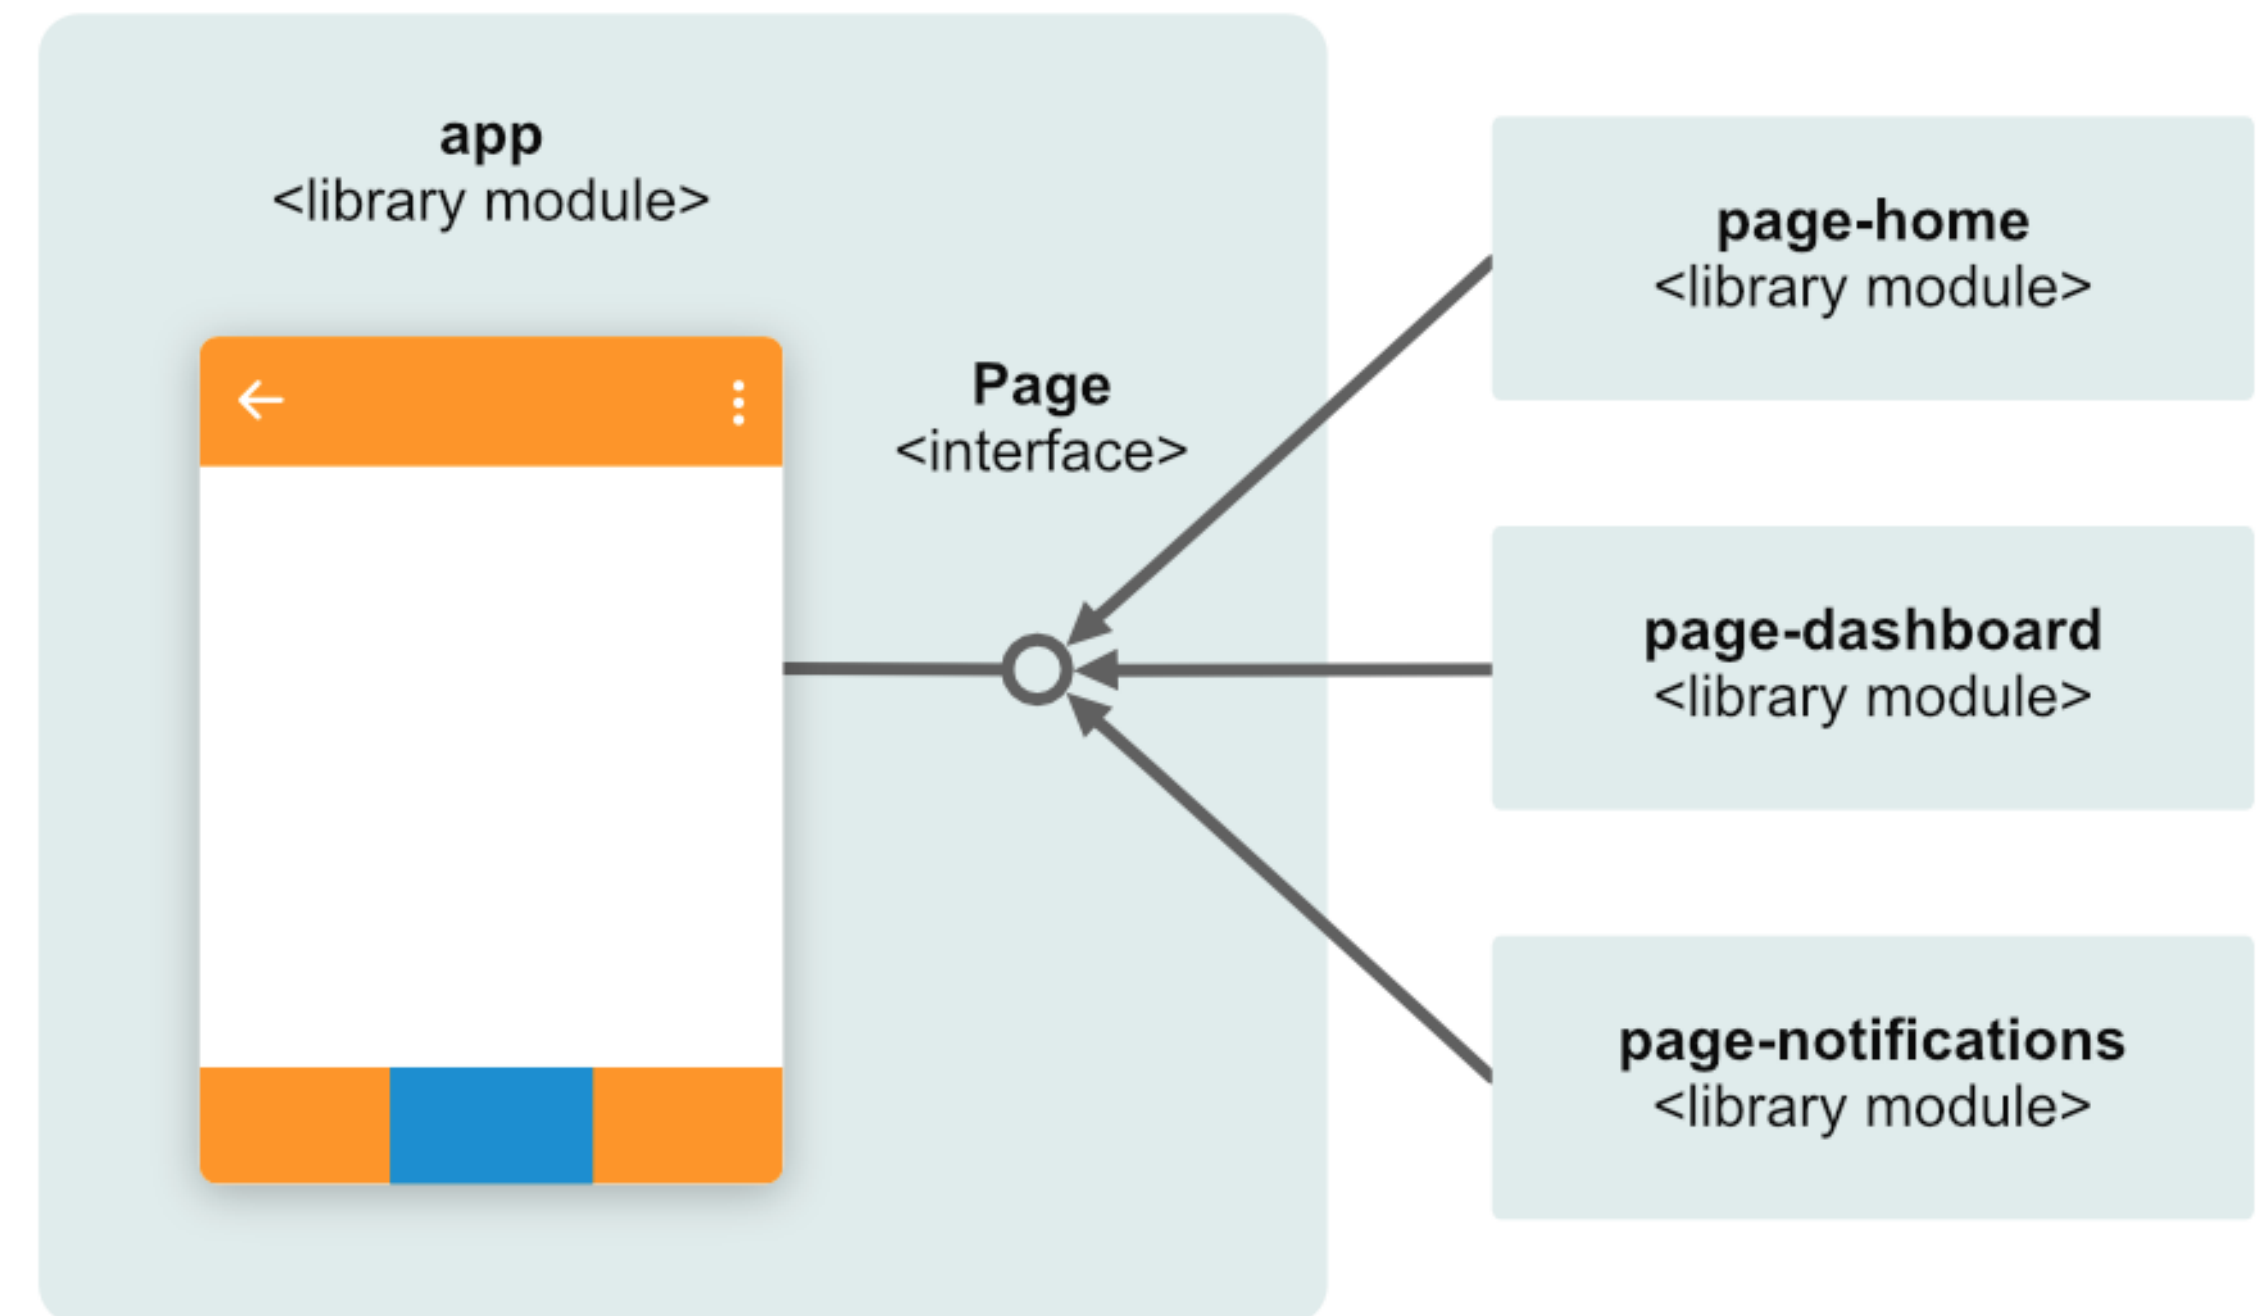 app
<library module>
Page
<interface>
page-home
<library module>
page-dashboard
<library module>
page-notifications
<library module>